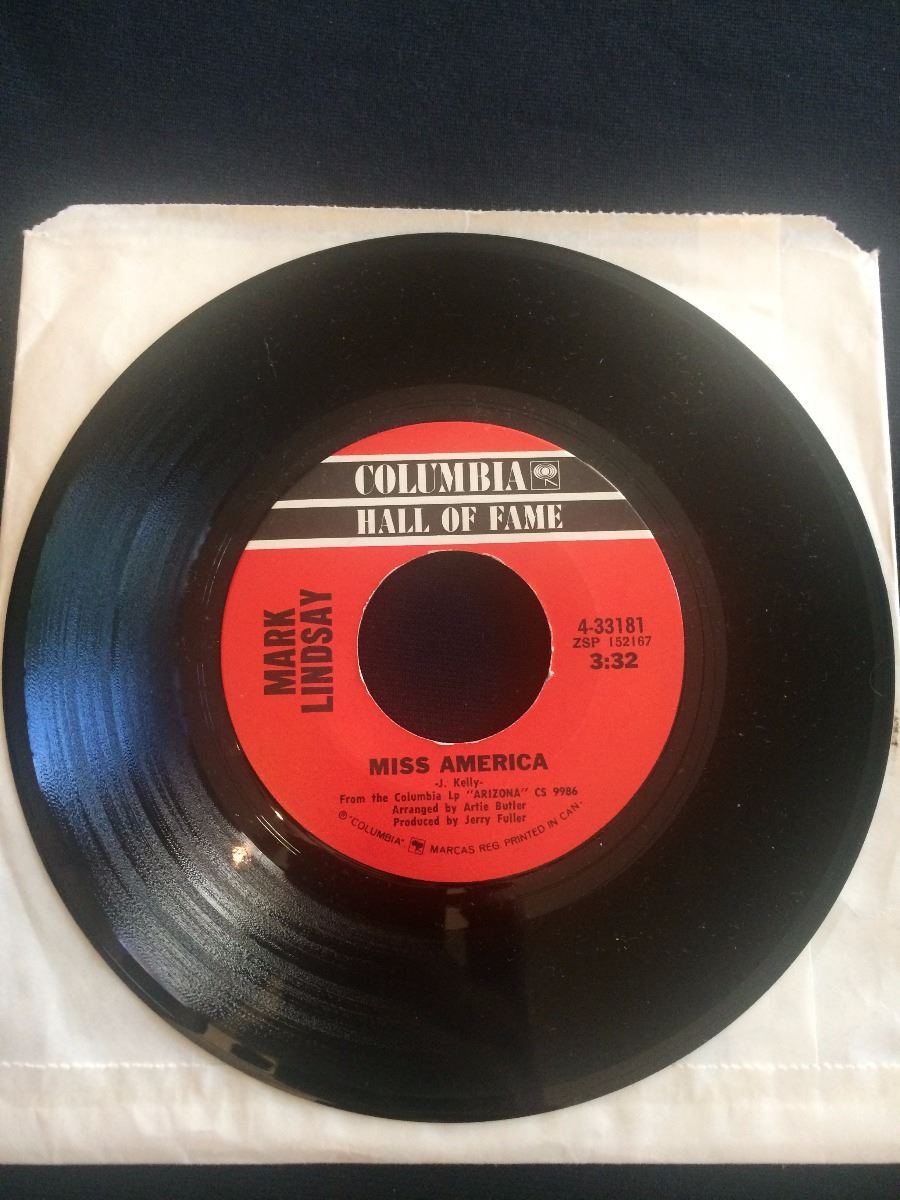 COLUMBIA
HALL OF FAME
MARK
LINDSAY
4-33181
ZSP 152167
3:32
MISS AMERICA
-J. Kelly-
From the Columbia Lp "ARIZONA" CS 9986
Arranged by Artie Butler
Produced by Jerry Fuller
℗"COLUMBIA" MARCAS REG. PRINTED IN CAN·